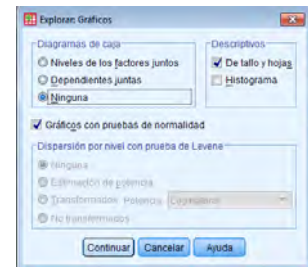 Explorar: Gráficos
Diagramas de caja
Niveles de los factores juntos
Dependientes juntas
Ninguna
Descriptivos
De tallo y hojas
Histograma
Gráficos con pruebas de normalidad
Dispersión por nivel con prueba de Levene
Ninguna
Estimación de potencia
Transformados Potencia:
No transformados
Continuar Cancelar Ayuda